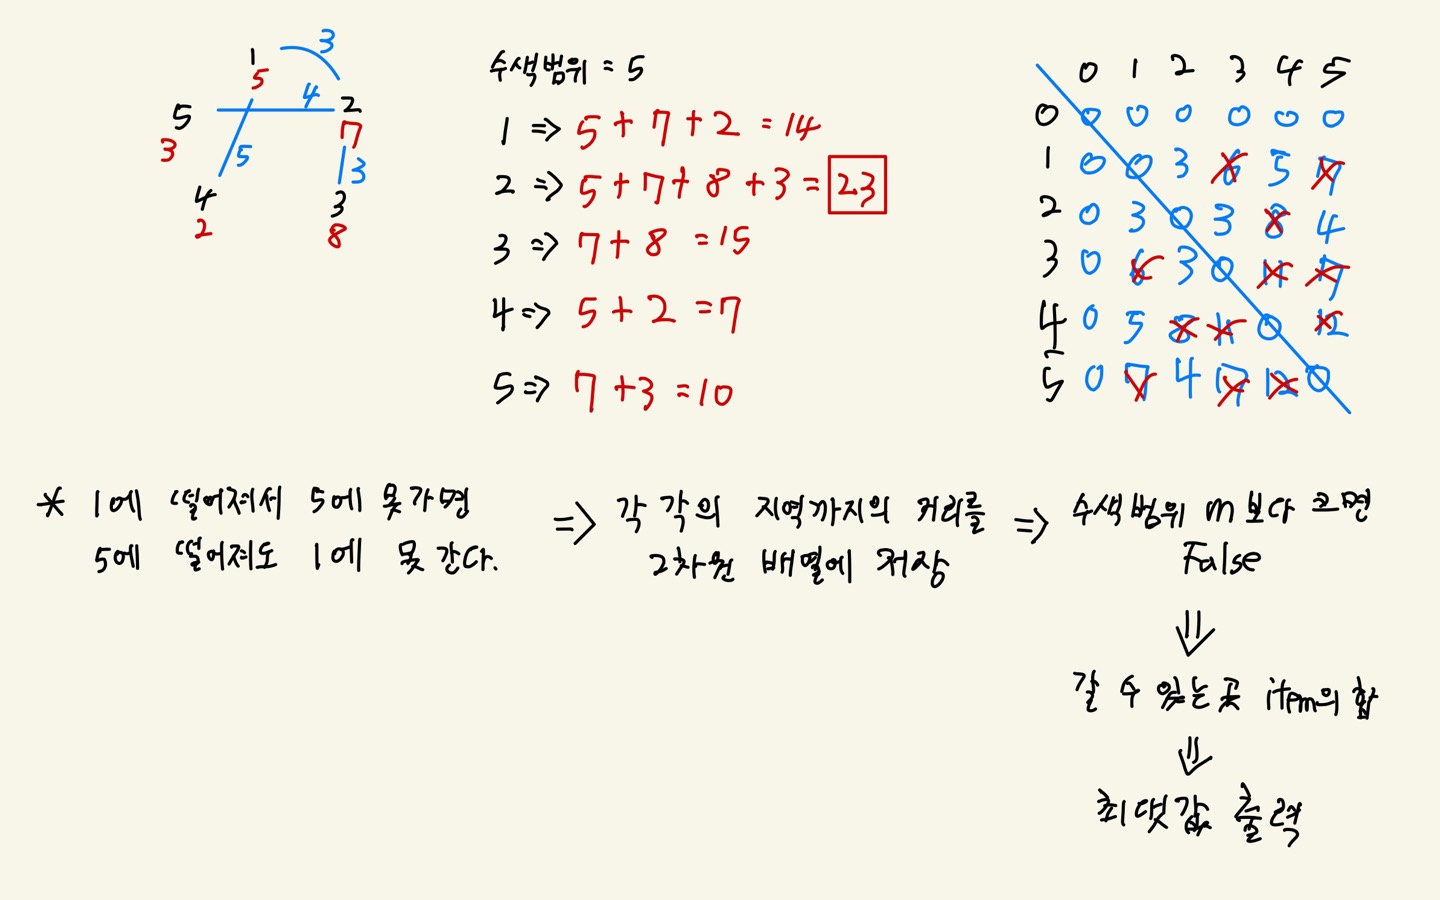 1 3
5
4 2
5 7
3 5 3
4 3
2 8
수색범위 = 5
1 => 5 + 7 + 2 = 14
2 => 5 + 7 + 8 + 3 = 23
3 => 7 + 8 = 15
4 => 5 + 2 = 7
5 => 7 + 3 = 10
0 1 2 3 4 5
0 0 0 0 0 0 0
1 0 0 3 6 5 7
2 0 3 0 3 8 4
3 0 6 3 0 11
4 0 5 8 11 0 12
5 0 7 4 12 0
* 1에 떨어져서 5에 못가면
5에 떨어져도 1에 못 간다.
=> 각 각의 지역까지의 거리를
2차원 배열에 저장
=> 수색범위 m 보다 크면
False
⇓
갈 수 있는 곳 item의 합
⇓
최댓값 출력